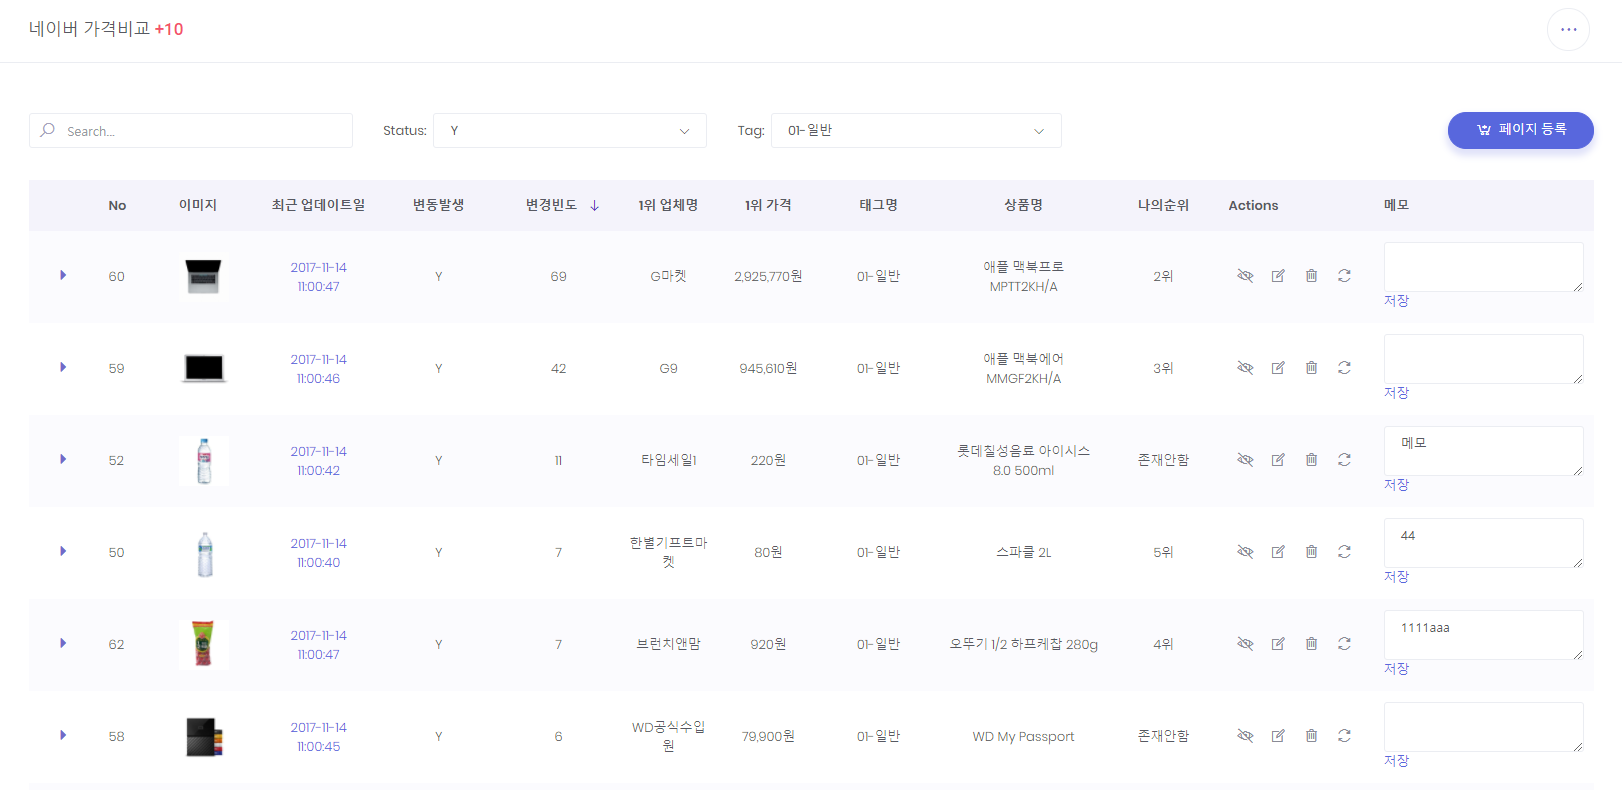 네이버 가격비교 +10
Search...
Status: Y
Tag: 01-일반
페이지 등록
No 이미지 최근 업데이트일 변동발생 변경빈도 1위 업체명 1위 가격 태그명 상품명 나의순위 Actions 메모
60 2017-11-14 11:00:47 Y 69 G마켓 2,925,770원 01-일반 애플 맥북프로 MPTT2KH/A 2위
저장
59 2017-11-14 11:00:46 Y 42 G9 945,610원 01-일반 애플 맥북에어 MMGF2KH/A 3위
저장
52 2017-11-14 11:00:42 Y 11 타임세일1 220원 01-일반 롯데칠성음료 아이시스 8.0 500ml 존재안함 메모
저장
50 2017-11-14 11:00:40 Y 7 한별기프트마켓 80원 01-일반 스파클 2L 5위 44
저장
62 2017-11-14 11:00:47 Y 7 브런치앤맘 920원 01-일반 오뚜기 1/2 하프케찹 280g 4위 1111aaa
저장
58 2017-11-14 11:00:45 Y 6 WD공식수입원 79,900원 01-일반 WD My Passport 존재안함
저장